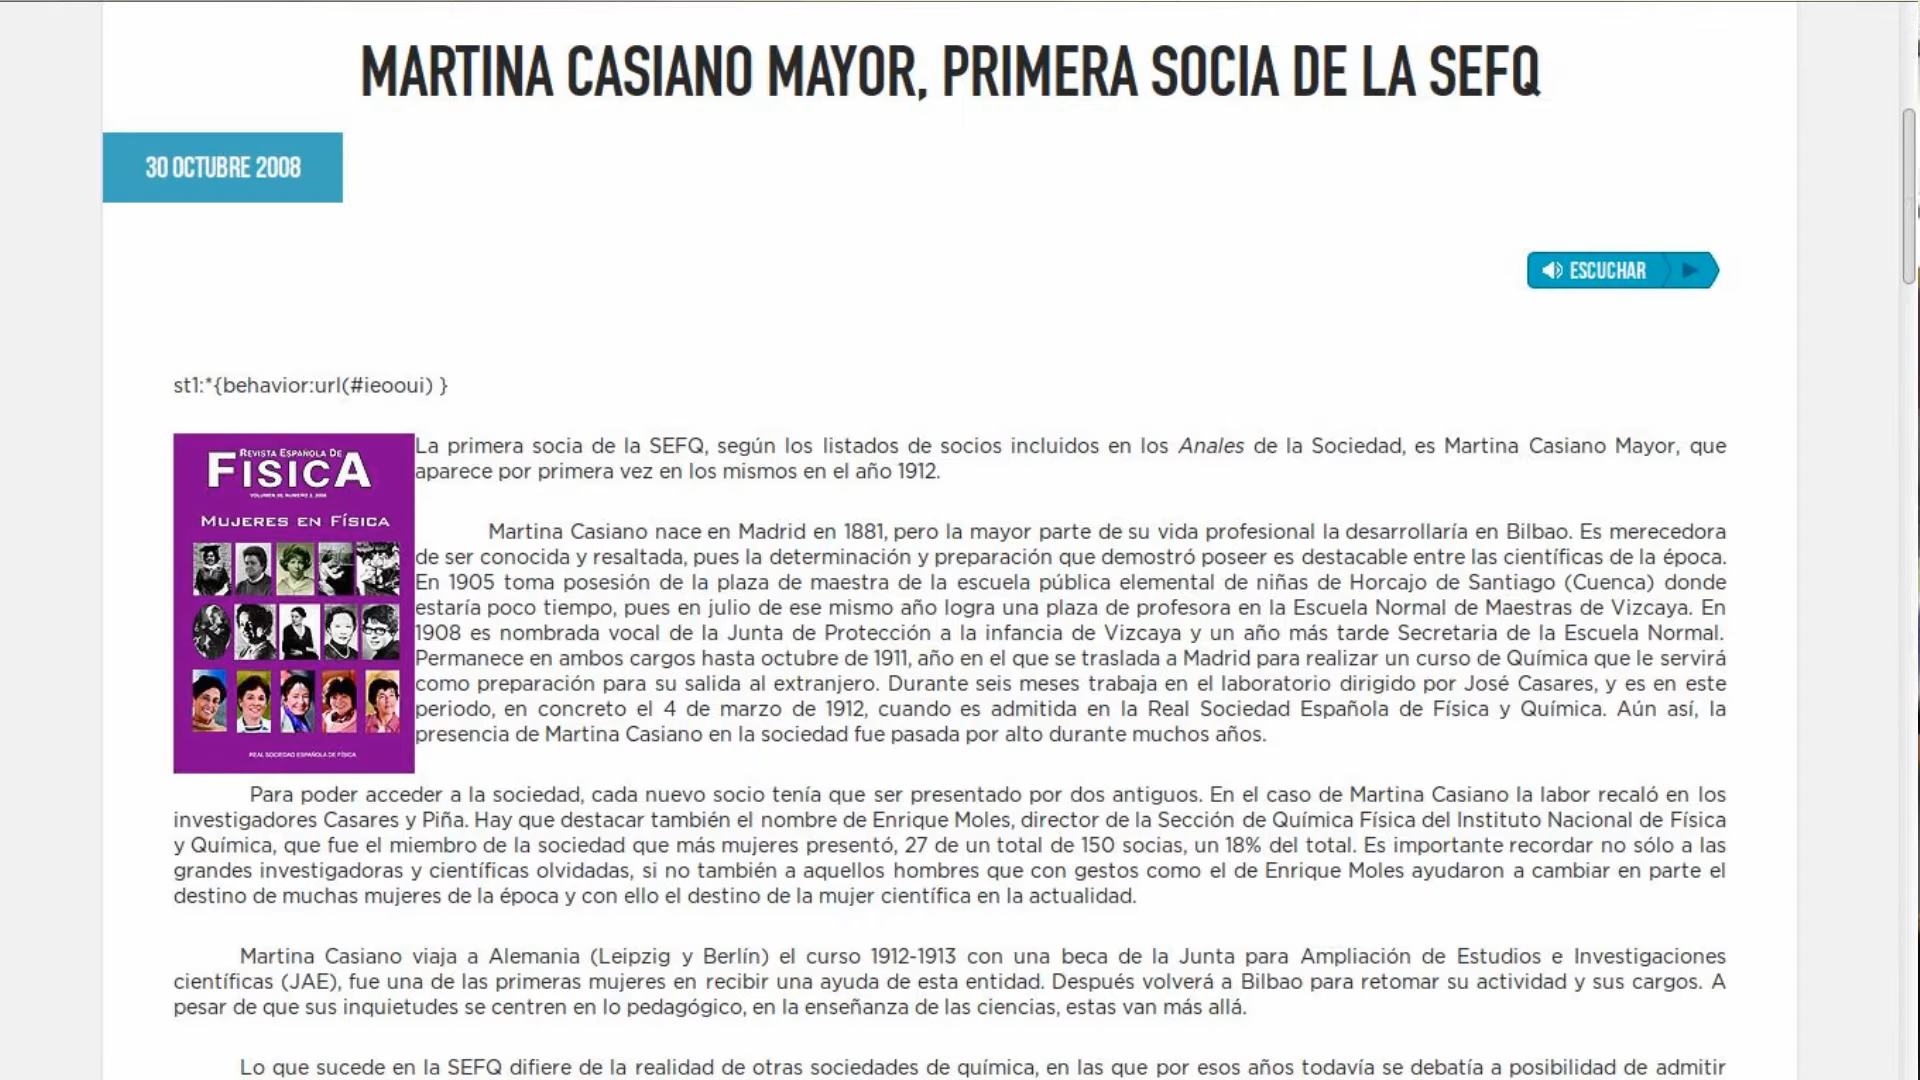 MARTINA CASIANO MAYOR, PRIMERA SOCIA DE LA SEFQ
30 OCTUBRE 2008
ESCUCHAR
st1:*{behavior:url(#ieooui) }
REVISTA ESPAÑOLA DE
FISICA
MUJERES EN FÍSICA
REAL SOCIEDAD ESPAÑOLA DE FÍSICA
La primera socia de la SEFQ, según los listados de socios incluidos en los Anales de la Sociedad, es Martina Casiano Mayor, que
aparece por primera vez en los mismos en el año 1912.
Martina Casiano nace en Madrid en 1881, pero la mayor parte de su vida profesional la desarrollaría en Bilbao. Es merecedora
de ser conocida y resaltada, pues la determinación y preparación que demostró poseer es destacable entre las científicas de la época.
En 1905 toma posesión de la plaza de maestra de la escuela pública elemental de niñas de Horcajo de Santiago (Cuenca) donde
estaría poco tiempo, pues en julio de ese mismo año logra una plaza de profesora en la Escuela Normal de Maestras de Vizcaya. En
1908 es nombrada vocal de la Junta de Protección a la infancia de Vizcaya y un año más tarde Secretaria de la Escuela Normal.
Permanece en ambos cargos hasta octubre de 1911, año en el que se traslada a Madrid para realizar un curso de Química que le servirá
como preparación para su salida al extranjero. Durante seis meses trabaja en el laboratorio dirigido por José Casares, y es en este
periodo, en concreto el 4 de marzo de 1912, cuando es admitida en la Real Sociedad Española de Física y Química. Aún así, la
presencia de Martina Casiano en la sociedad fue pasada por alto durante muchos años.
Para poder acceder a la sociedad, cada nuevo socio tenía que ser presentado por dos antiguos. En el caso de Martina Casiano la labor recaló en los
investigadores Casares y Piña. Hay que destacar también el nombre de Enrique Moles, director de la Sección de Química Física del Instituto Nacional de Física
y Química, que fue el miembro de la sociedad que más mujeres presentó, 27 de un total de 150 socias, un 18% del total. Es importante recordar no sólo a las
grandes investigadoras y científicas olvidadas, si no también a aquellos hombres que con gestos como el de Enrique Moles ayudaron a cambiar en parte el
destino de muchas mujeres de la época y con ello el destino de la mujer científica en la actualidad.
Martina Casiano viaja a Alemania (Leipzig y Berlín) el curso 1912-1913 con una beca de la Junta para Ampliación de Estudios e Investigaciones
científicas (JAE), fue una de las primeras mujeres en recibir una ayuda de esta entidad. Después volverá a Bilbao para retomar su actividad y sus cargos. A
pesar de que sus inquietudes se centren en lo pedagógico, en la enseñanza de las ciencias, estas van más allá.
Lo que sucede en la SEFQ difiere de la realidad de otras sociedades de química, en las que por esos años todavía se debatía a posibilidad de admitir